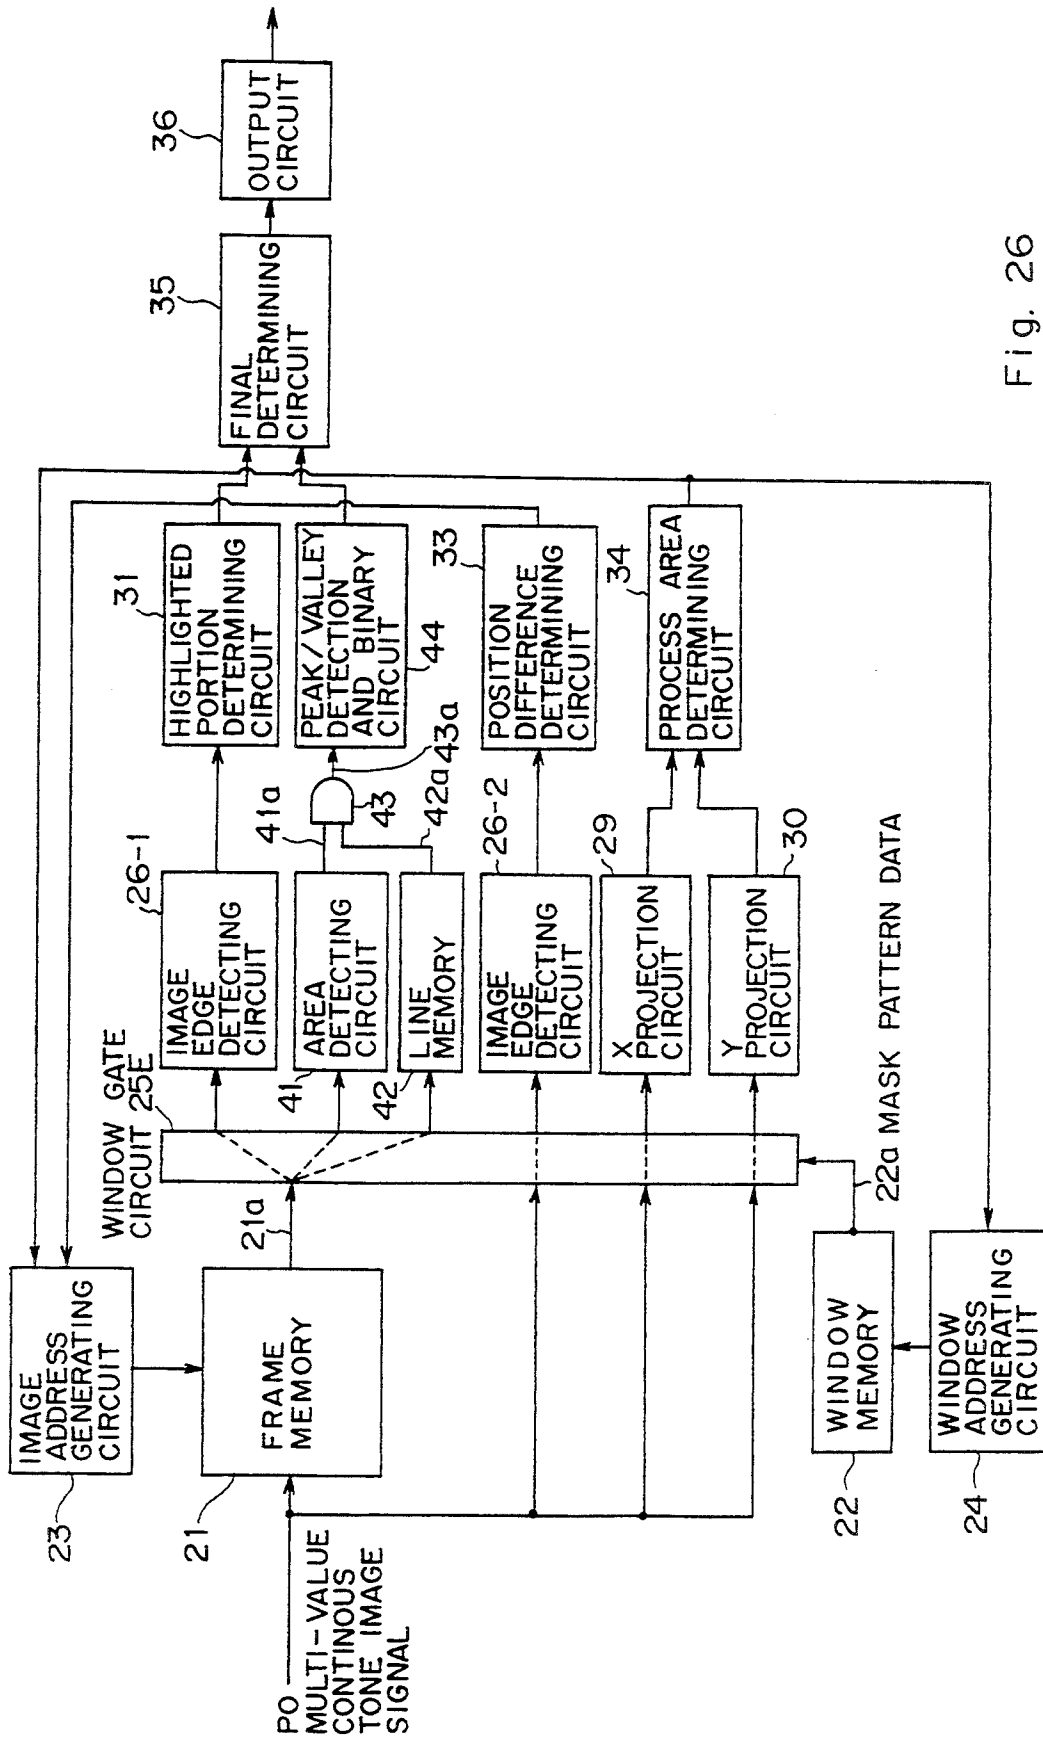 PO
MULTI-VALUE
CONTINOUS
TONE IMAGE
SIGNAL
23
IMAGE
ADDRESS
GENERATING
CIRCUIT
21
FRAME
MEMORY
21a
22
WINDOW
MEMORY
24
WINDOW
ADDRESS
GENERATING
CIRCUIT
22a MASK PATTERN DATA
WINDOW GATE
CIRCUIT 25E
26-1
IMAGE
EDGE
DETECTING
CIRCUIT
41
AREA
DETECTING
CIRCUIT
42
LINE
MEMORY
26-2
IMAGE
EDGE
DETECTING
CIRCUIT
29
X
PROJECTION
CIRCUIT
30
Y
PROJECTION
CIRCUIT
41a
42a
43
43a
31
HIGHLIGHTED
PORTION
DETERMINING
CIRCUIT
PEAK/VALLEY
DETECTION
AND BINARY
CIRCUIT
44
33
POSITION
DIFFERENCE
DETERMINING
CIRCUIT
34
PROCESS AREA
DETERMINING
CIRCUIT
35
FINAL
DETERMINING
CIRCUIT
36
OUTPUT
CIRCUIT
Fig. 26